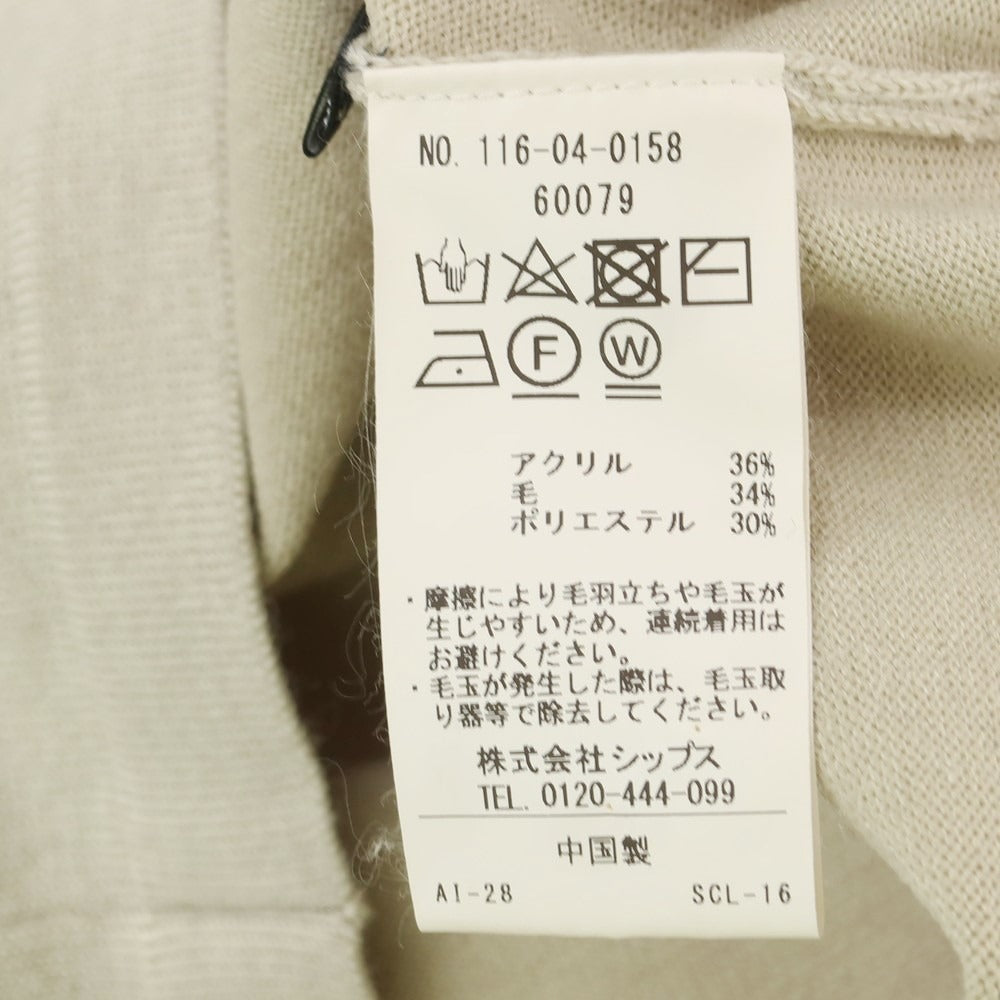 NO. 116-04-0158
60079
F W
アクリル 36%
毛 34%
ポリエステル 30%
・摩擦により毛羽立ちや毛玉が
生じやすいため、連続着用は
お避けください。
・毛玉が発生した際は、毛玉取
り器等で除去してください。
株式会社シップス
TEL. 0120-444-099
中国製
AI-28 SCL-16